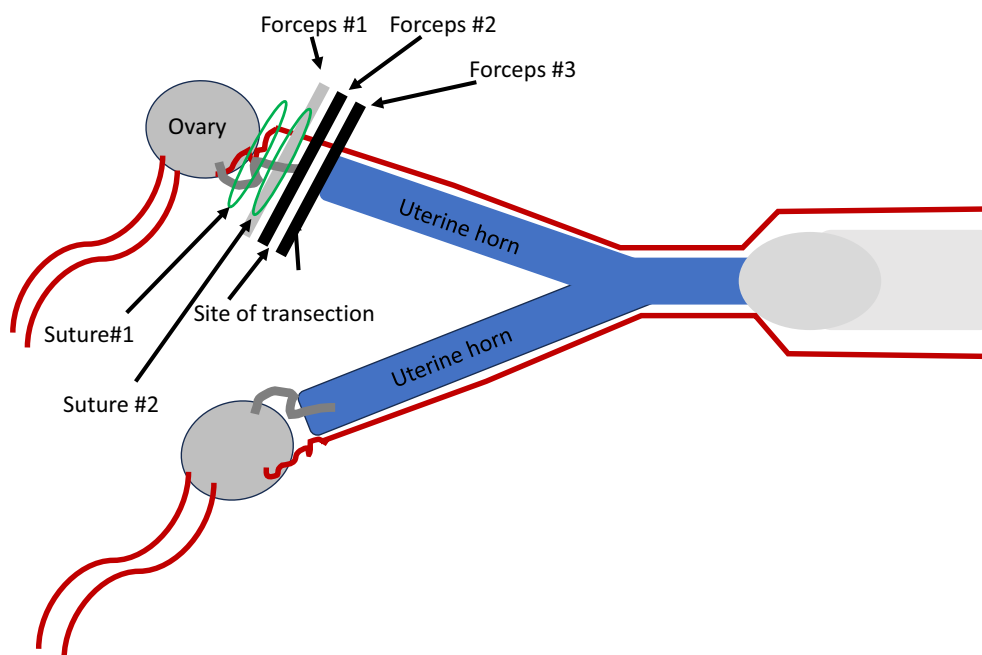 Forceps #1
Forceps #2
Forceps #3
Ovary
Uterine horn
Site of transection
Suture#1
Uterine horn
Suture #2